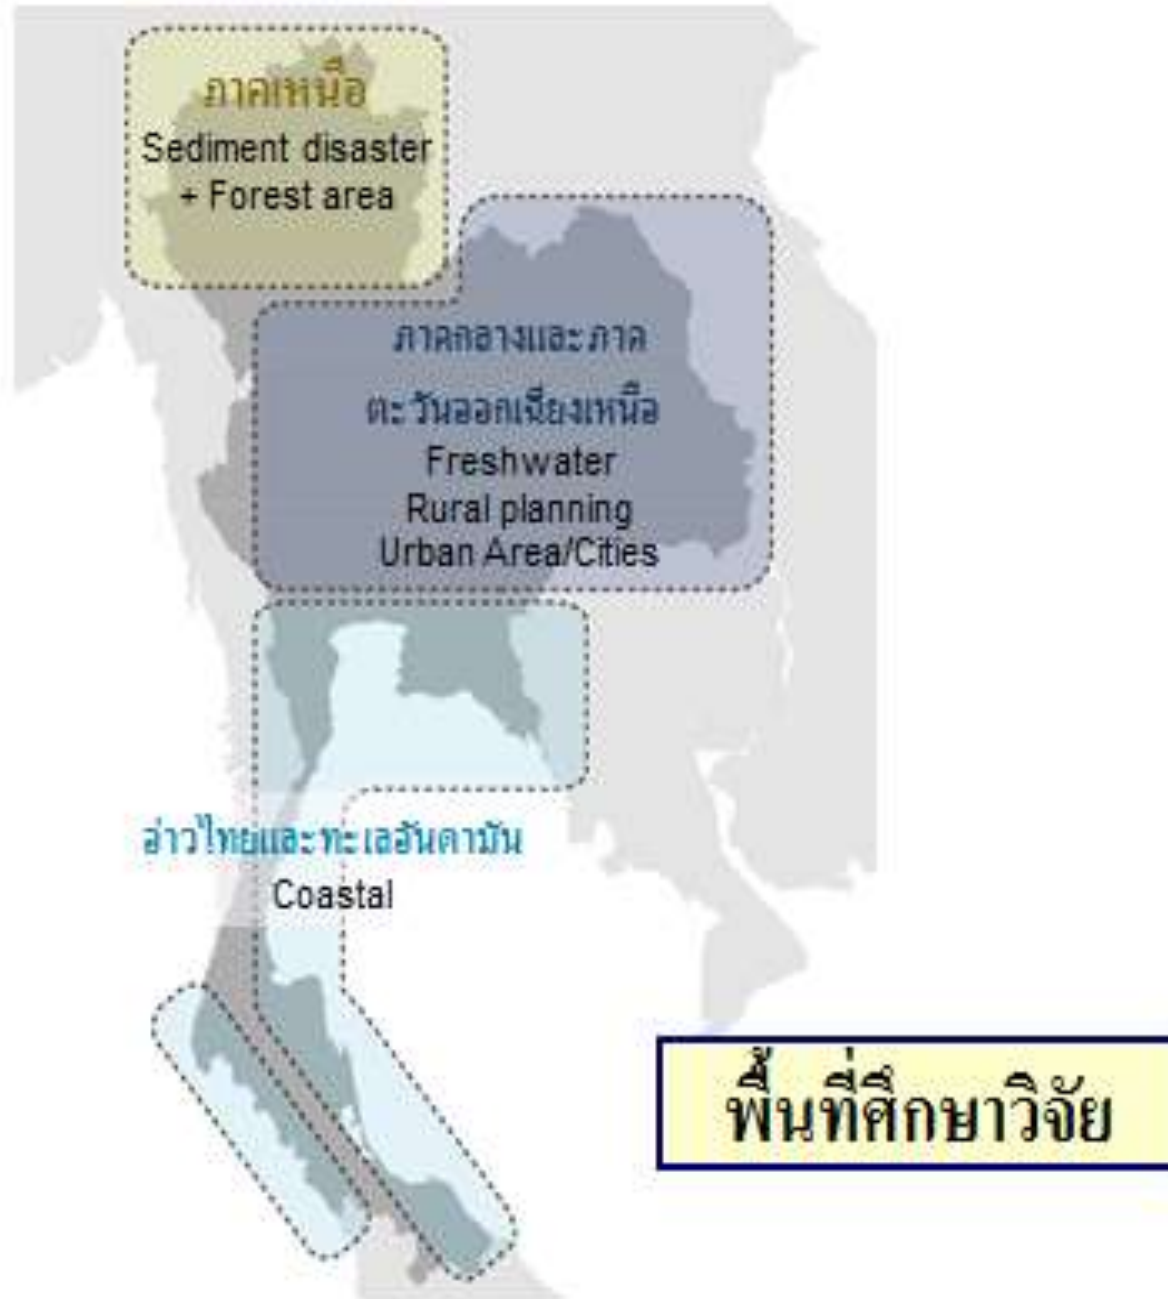 ภาคเหนือ
Sediment disaster
+ Forest area
ภาคกลางและภาค
ตะวันออกเฉียงเหนือ
Freshwater
Rural planning
Urban Area/Cities
อ่าวไทยและทะเลอันดามัน
Coastal
พื้นที่ศึกษาวิจัย